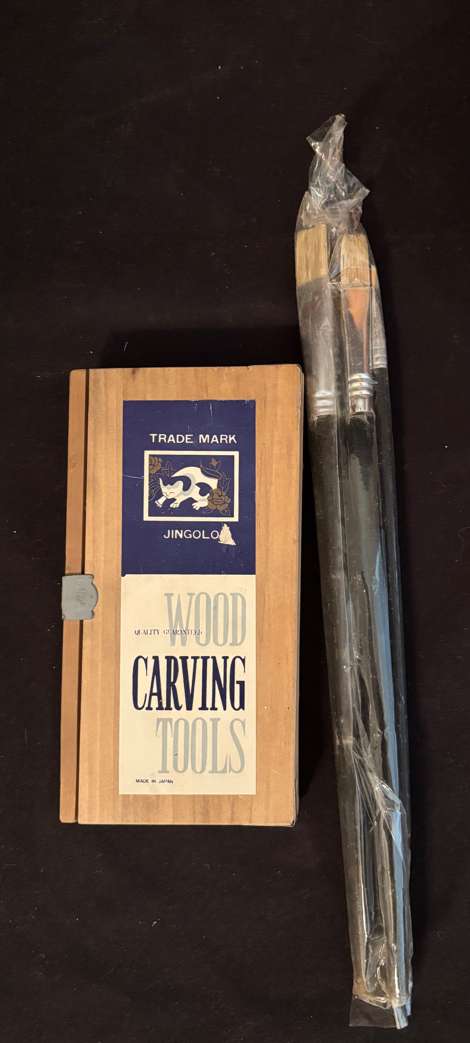 TRADE MARK
JINGOLO
WOOD
QUALITY GUARANTEED
CARVING
TOOLS
MADE IN JAPAN